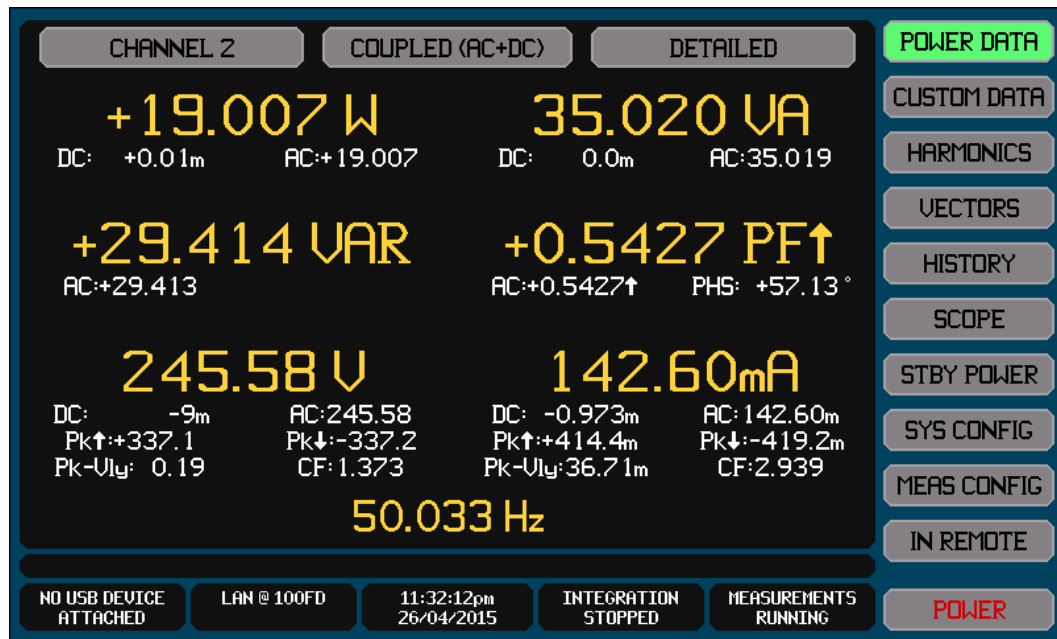 CHANNEL 2
COUPLED (AC+DC)
DETAILED
+19.007 W
DC: +0.01m
AC:+19.007
35.020 VA
DC: 0.0m
AC:35.019
+29.414 VAR
AC:+29.413
+0.5427 PF↑
AC:+0.5427↑
PHS: +57.13°
245.58 V
DC: -9m
AC:245.58
Pk↑:+337.1
Pk↓:-337.2
Pk-Vly: 0.19
CF:1.373
142.60mA
DC: -0.973m
AC:142.60m
Pk↑:+414.4m
Pk↓:-419.2m
Pk-Vly:36.71m
CF:2.939
50.033 Hz
NO USB DEVICE
ATTACHED
LAN @ 100FD
11:32:12pm
26/04/2015
INTEGRATION
STOPPED
MEASUREMENTS
RUNNING
POWER DATA
CUSTOM DATA
HARMONICS
VECTORS
HISTORY
SCOPE
STBY POWER
SYS CONFIG
MEAS CONFIG
IN REMOTE
POWER